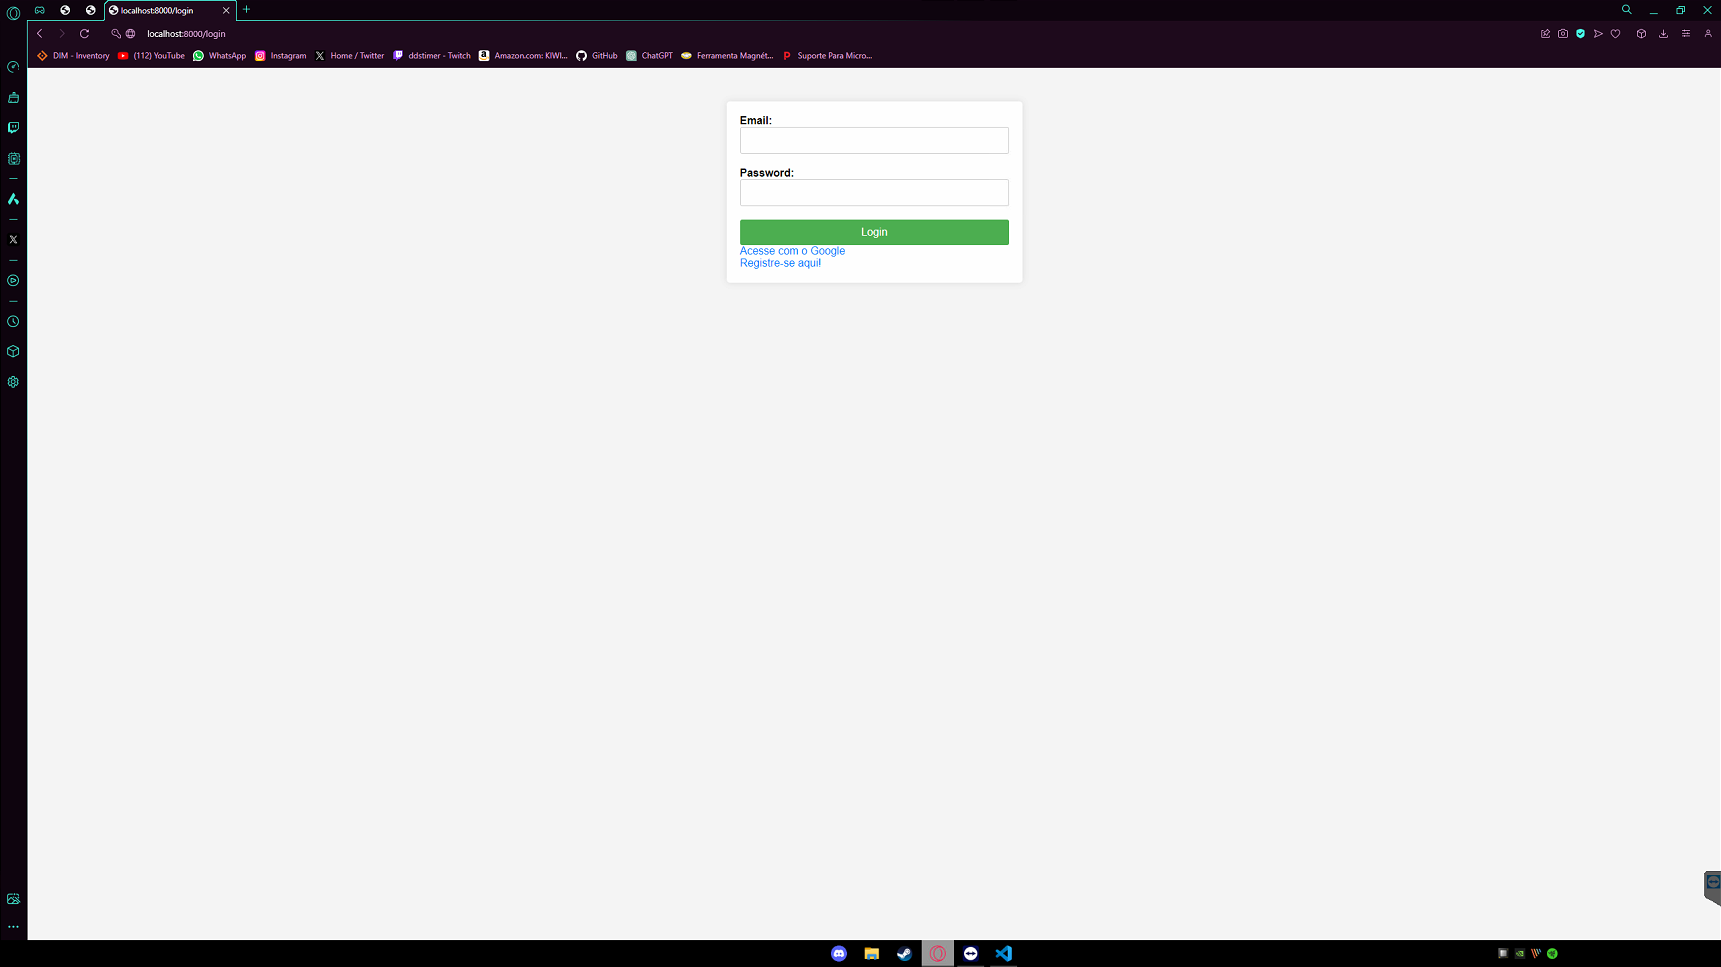 localhost:8000/login
localhost:8000/login
DIM - Inventory (112) YouTube WhatsApp Instagram Home / Twitter ddstimer - Twitch Amazon.com: KIWI... GitHub ChatGPT Ferramenta Magnét... Suporte Para Micro...
Email:
Password:
Login
Acesse com o Google
Registre-se aqui!